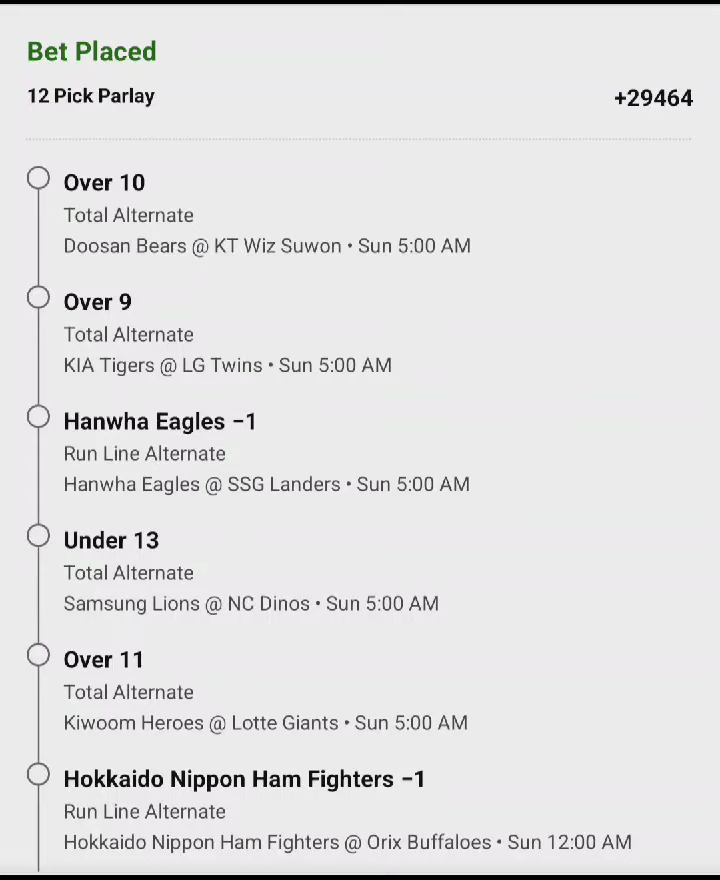 Bet Placed
12 Pick Parlay +29464
Over 10
Total Alternate
Doosan Bears @ KT Wiz Suwon • Sun 5:00 AM
Over 9
Total Alternate
KIA Tigers @ LG Twins • Sun 5:00 AM
Hanwha Eagles −1
Run Line Alternate
Hanwha Eagles @ SSG Landers • Sun 5:00 AM
Under 13
Total Alternate
Samsung Lions @ NC Dinos • Sun 5:00 AM
Over 11
Total Alternate
Kiwoom Heroes @ Lotte Giants • Sun 5:00 AM
Hokkaido Nippon Ham Fighters −1
Run Line Alternate
Hokkaido Nippon Ham Fighters @ Orix Buffaloes • Sun 12:00 AM